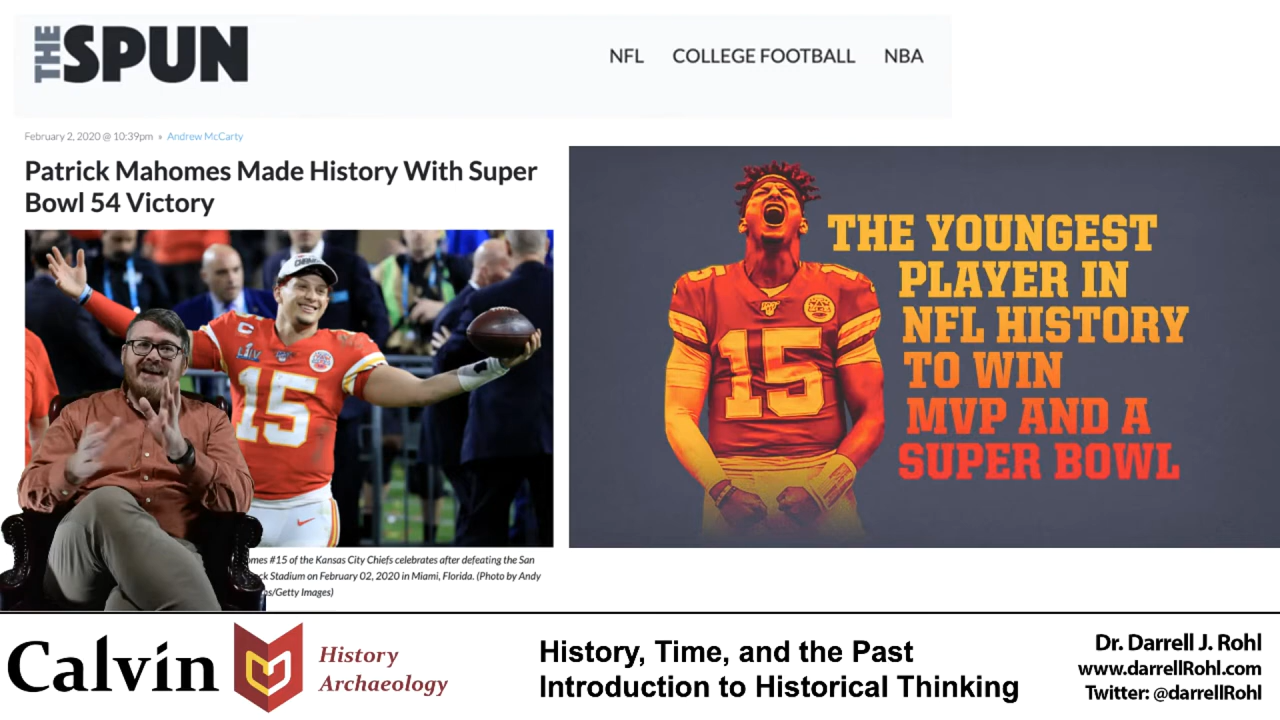 THE SPUN
NFL COLLEGE FOOTBALL NBA
February 2, 2020 @ 10:39pm • Andrew McCarty
Patrick Mahomes Made History With Super
Bowl 54 Victory
C
LIV
15
15
THE YOUNGEST
PLAYER IN
NFL HISTORY
TO WIN
MVP AND A
SUPER BOWL
#15 of the Kansas City Chiefs celebrates after defeating the San
Stadium on February 02, 2020 in Miami, Florida. (Photo by Andy
/Getty Images)
Calvin
History
Archaeology
History, Time, and the Past
Introduction to Historical Thinking
Dr. Darrell J. Rohl
www.darrellRohl.com
Twitter: @darrellRohl